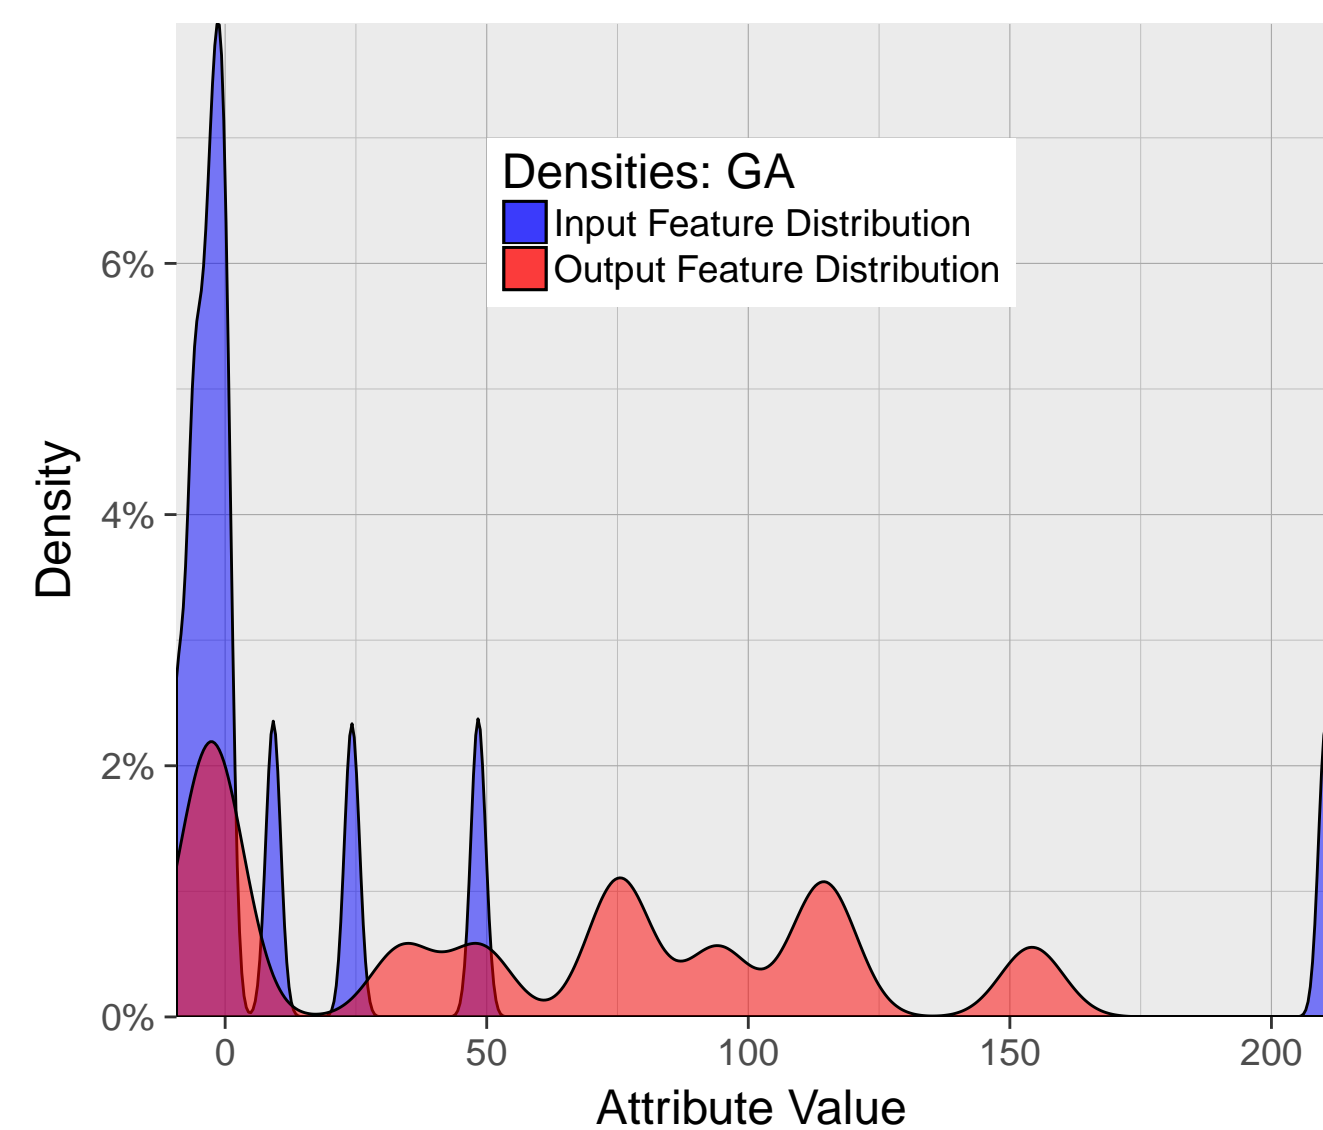 Densities: GA
Input Feature Distribution
Output Feature Distribution
6%
4%
2%
0%
Density
0 50 100 150 200
Attribute Value